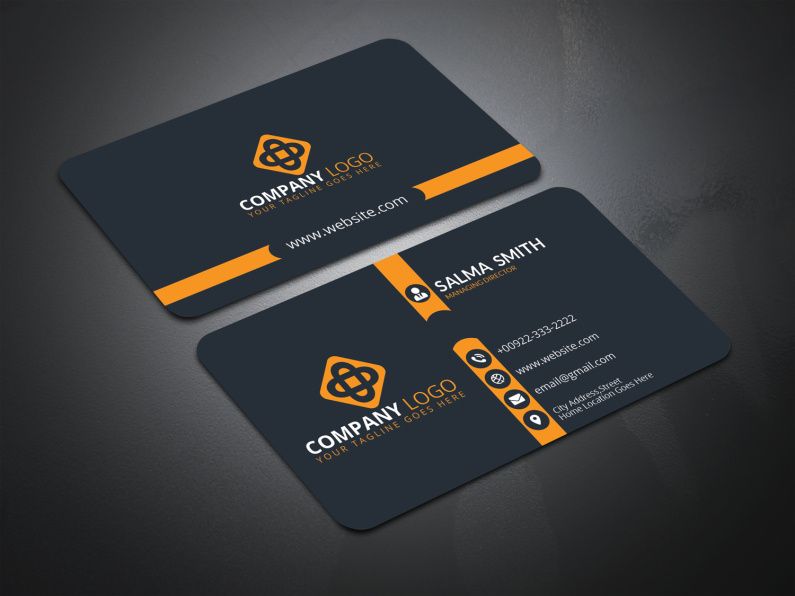 COMPANY LOGO
YOUR TAGLINE GOES HERE
www.website.com
SALMA SMITH
MANAGING DIRECTOR
+00922-333-2222
www.website.com
email@gmail.com
City Address,Street
Home Location Goes Here
COMPANY LOGO
YOUR TAGLINE GOES HERE